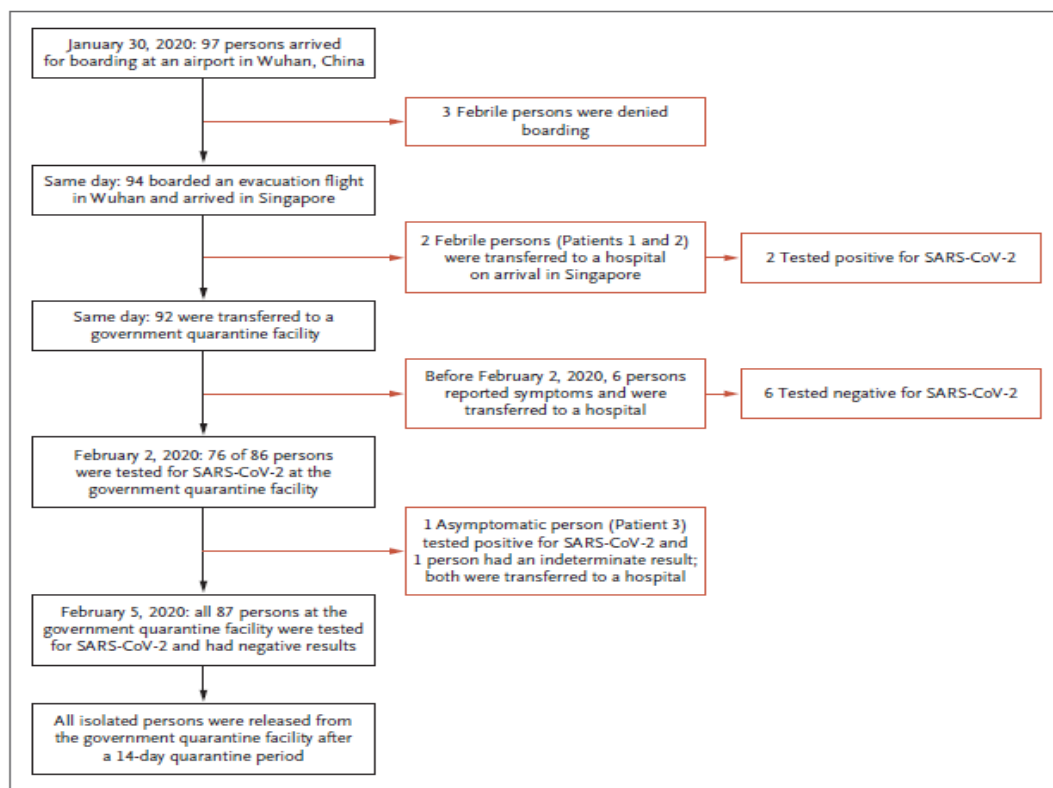 January 30, 2020: 97 persons arrived
for boarding at an airport in Wuhan, China
3 Febrile persons were denied
boarding
Same day: 94 boarded an evacuation flight
in Wuhan and arrived in Singapore
2 Febrile persons (Patients 1 and 2)
were transferred to a hospital
on arrival in Singapore
2 Tested positive for SARS-CoV-2
Same day: 92 were transferred to a
government quarantine facility
Before February 2, 2020, 6 persons
reported symptoms and were
transferred to a hospital
6 Tested negative for SARS-CoV-2
February 2, 2020: 76 of 86 persons
were tested for SARS-CoV-2 at the
government quarantine facility
1 Asymptomatic person (Patient 3)
tested positive for SARS-CoV-2 and
1 person had an indeterminate result;
both were transferred to a hospital
February 5, 2020: all 87 persons at the
government quarantine facility were tested
for SARS-CoV-2 and had negative results
All isolated persons were released from
the government quarantine facility after
a 14-day quarantine period